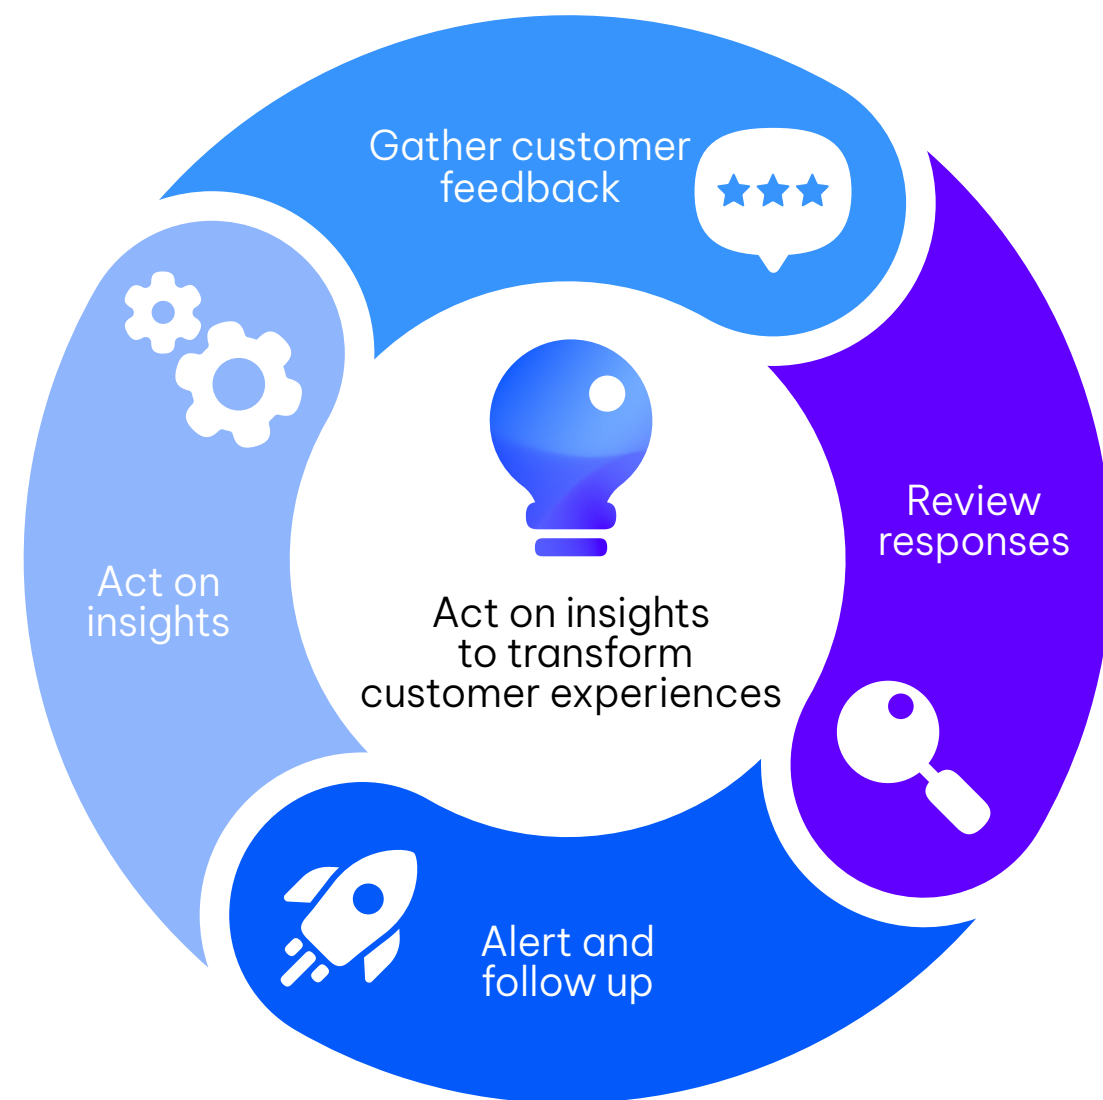 Gather customer
feedback
Review
responses
Alert and
follow up
Act on
insights
Act on insights
to transform
customer experiences